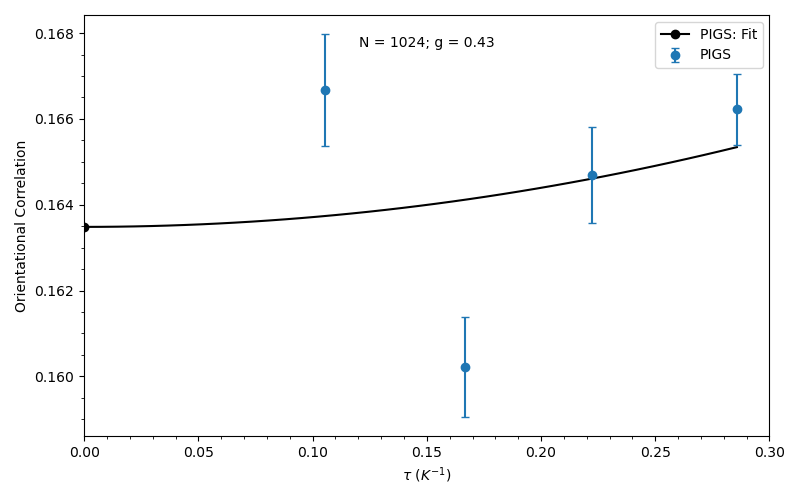 N = 1024; g = 0.43
PIGS: Fit
PIGS
Orientational Correlation
0.168
0.166
0.164
0.162
0.160
0.00 0.05 0.10 0.15 0.20 0.25 0.30
τ (K⁻¹)